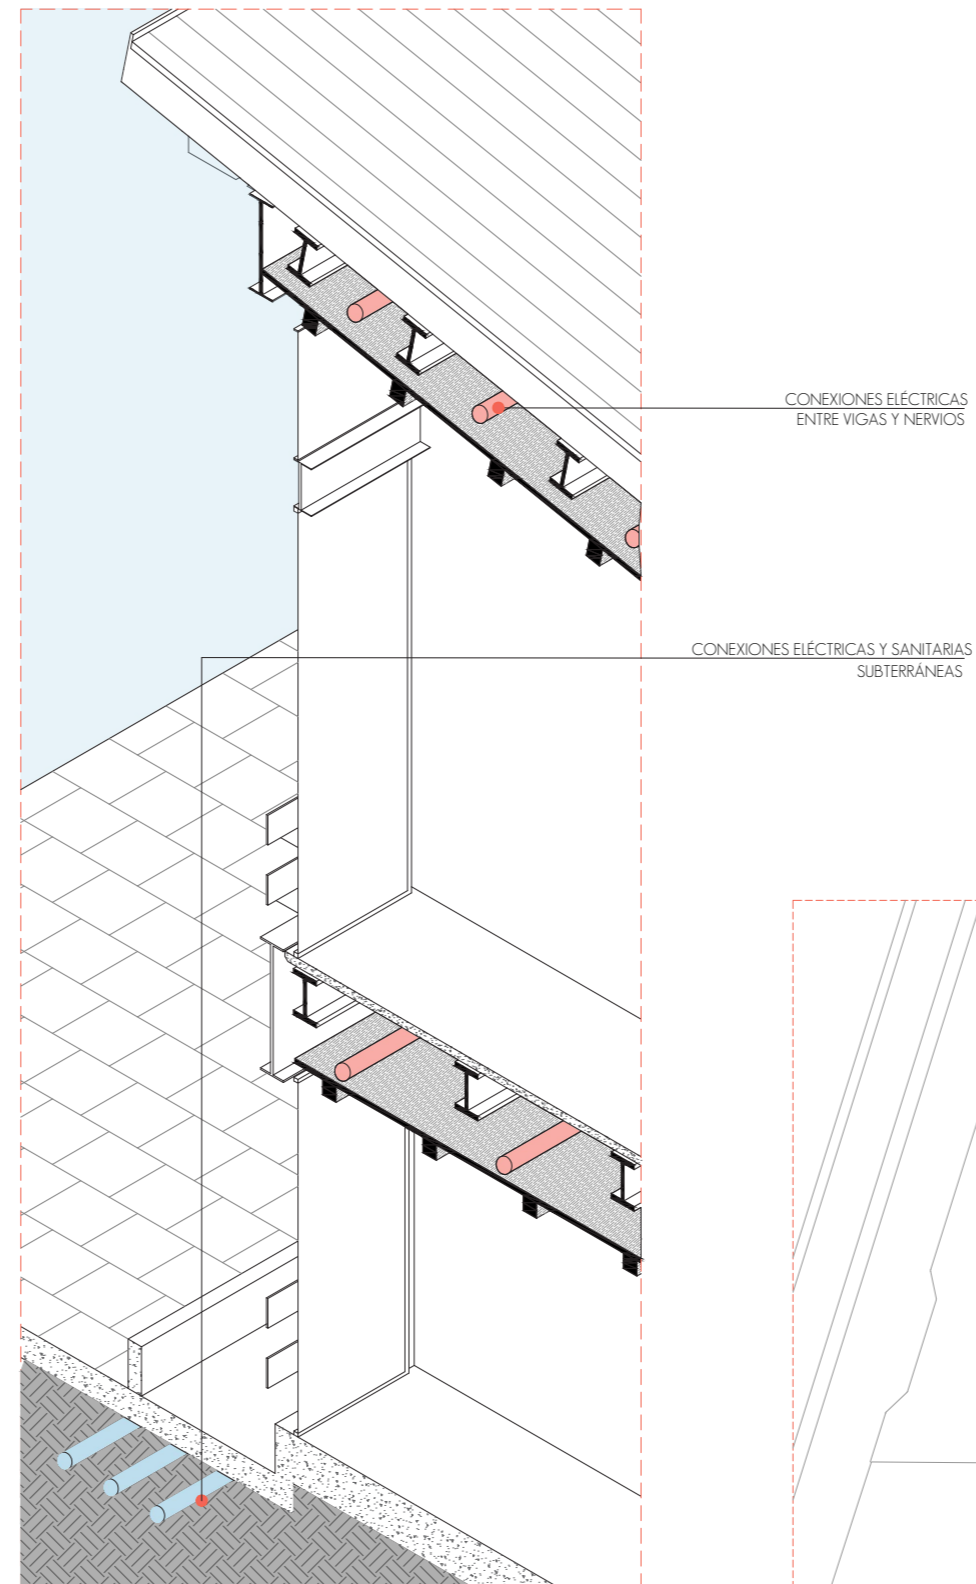 CONEXIONES ELÉCTRICAS
ENTRE VIGAS Y NERVIOS
CONEXIONES ELÉCTRICAS Y SANITARIAS
SUBTERRÁNEAS